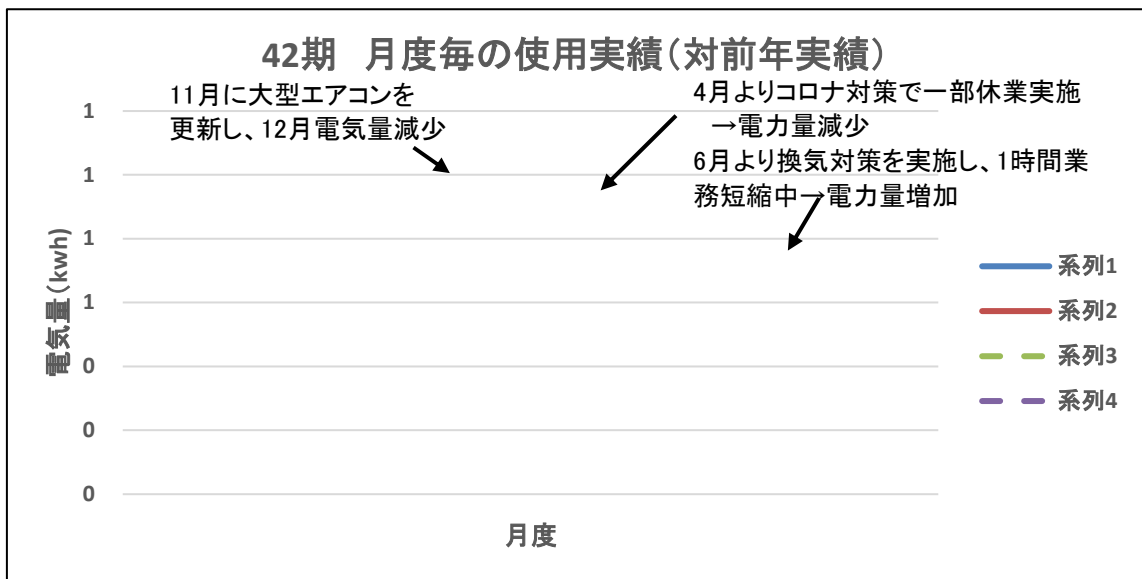 42期　月度毎の使用実績（対前年実績）
11月に大型エアコンを
更新し、12月電気量減少
4月よりコロナ対策で一部休業実施
→電力量減少
6月より換気対策を実施し、1時間業
務短縮中→電力量増加
1
1
1
1
0
0
0
電気量（kwh)
月度
系列1
系列2
系列3
系列4